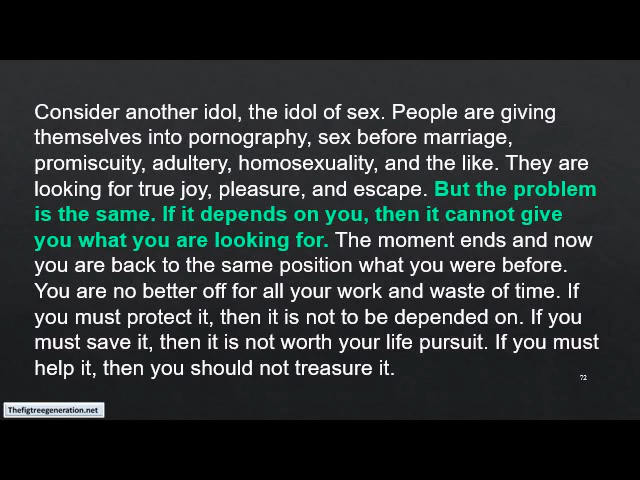 Consider another idol, the idol of sex. People are giving
themselves into pornography, sex before marriage,
promiscuity, adultery, homosexuality, and the like. They are
looking for true joy, pleasure, and escape. But the problem
is the same. If it depends on you, then it cannot give
you what you are looking for. The moment ends and now
you are back to the same position what you were before.
You are no better off for all your work and waste of time. If
you must protect it, then it is not to be depended on. If you
must save it, then it is not worth your life pursuit. If you must
help it, then you should not treasure it.
72
Thefigtreegeneration.net